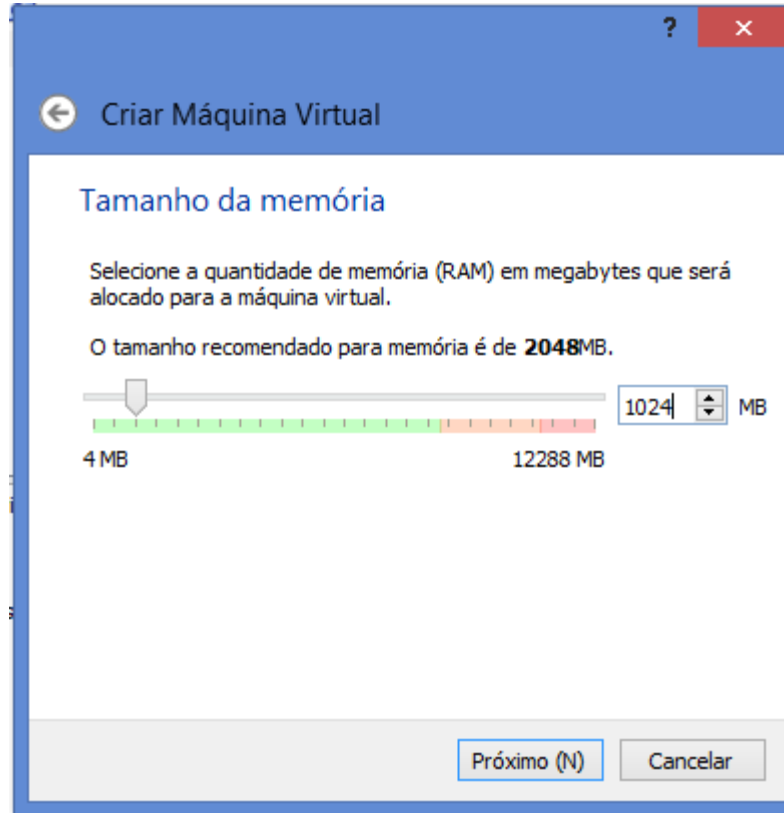 ?
Criar Máquina Virtual
Tamanho da memória
Selecione a quantidade de memória (RAM) em megabytes que será
alocado para a máquina virtual.
O tamanho recomendado para memória é de 2048MB.
1024 MB
4 MB 12288 MB
Próximo (N) Cancelar